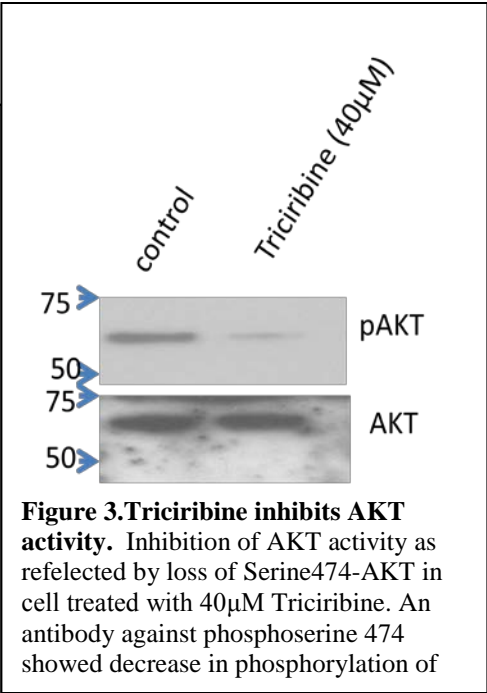 control
Triciribine (40μM)
75
pAKT
50
75
AKT
50
Figure 3.Triciribine inhibits AKT
activity. Inhibition of AKT activity as
refelected by loss of Serine474-AKT in
cell treated with 40μM Triciribine. An
antibody against phosphoserine 474
showed decrease in phosphorylation of